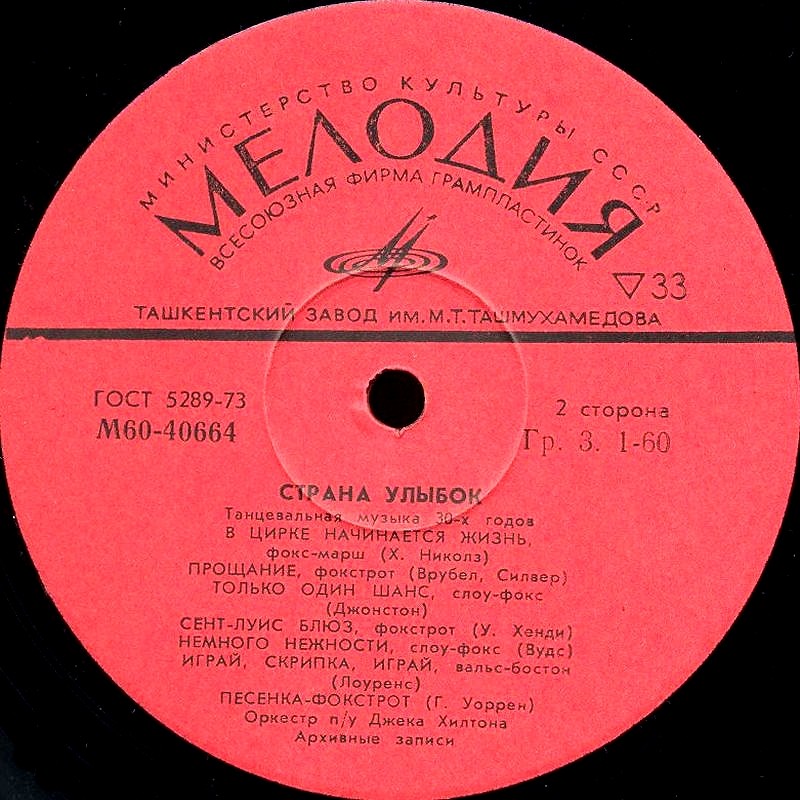 МИНИСТЕРСТВО КУЛЬТУРЫ СССР
МЕЛОДИЯ
ВСЕСОЮЗНАЯ ФИРМА ГРАМПЛАСТИНОК
33
ТАШКЕНТСКИЙ ЗАВОД ИМ. М.Т. ТАШМУХАМЕДОВА
ГОСТ 5289-73
М60-40664
2 сторона
Гр. 3. 1-60
СТРАНА УЛЫБОК
Танцевальная музыка 30-х годов
В ЦИРКЕ НАЧИНАЕТСЯ ЖИЗНЬ,
фокс-марш (Х. Николз)
ПРОЩАНИЕ, фокстрот (Врубел, Силвер)
ТОЛЬКО ОДИН ШАНС, слоу-фокс
(Джонстон)
СЕНТ-ЛУИС БЛЮЗ, фокстрот (У. Хенди)
НЕМНОГО НЕЖНОСТИ, слоу-фокс (Вудс)
ИГРАЙ, СКРИПКА, ИГРАЙ, вальс-бостон
(Лоуренс)
ПЕСЕНКА-ФОКСТРОТ (Г. Уоррен)
Оркестр п/у Джека Хилтона
Архивные записи